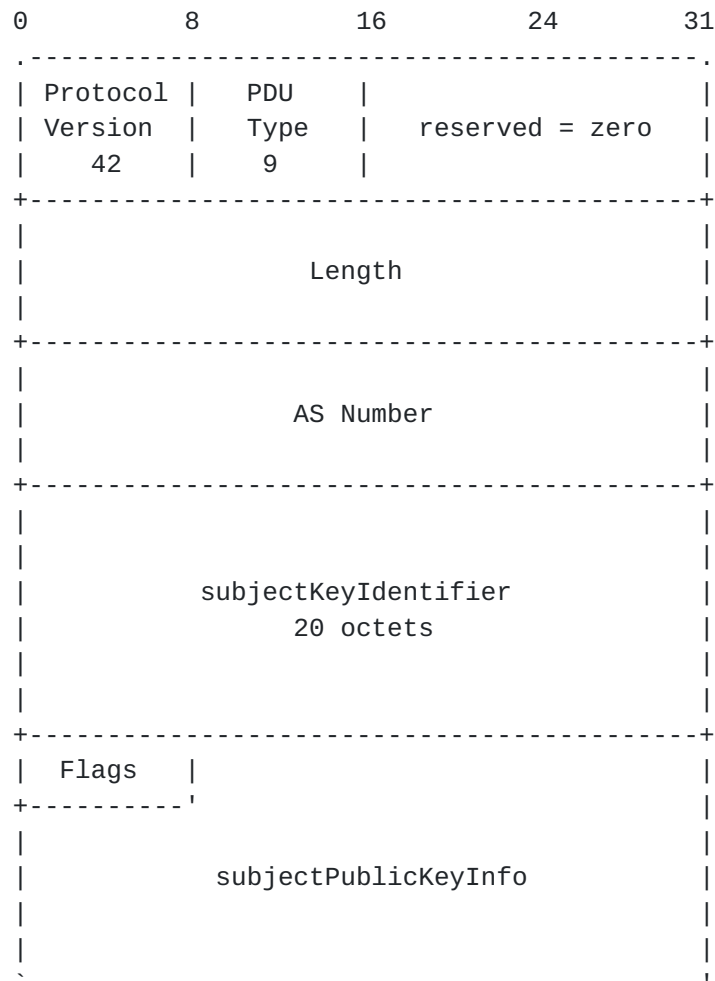 0          8          16         24        31
.-------------------------------------------.
| Protocol |   PDU    |                     |
| Version  |   Type   |   reserved = zero   |
|    42    |    9     |                     |
+-------------------------------------------+
|                                           |
|                  Length                   |
|                                           |
+-------------------------------------------+
|                                           |
|                 AS Number                 |
|                                           |
+-------------------------------------------+
|                                           |
|                                           |
|           subjectKeyIdentifier            |
|                 20 octets                 |
|                                           |
|                                           |
+-------------------------------------------+
|  Flags   |                                |
+----------'                                |
|                                           |
|            subjectPublicKeyInfo           |
|                                           |
|                                           |
`                                           '